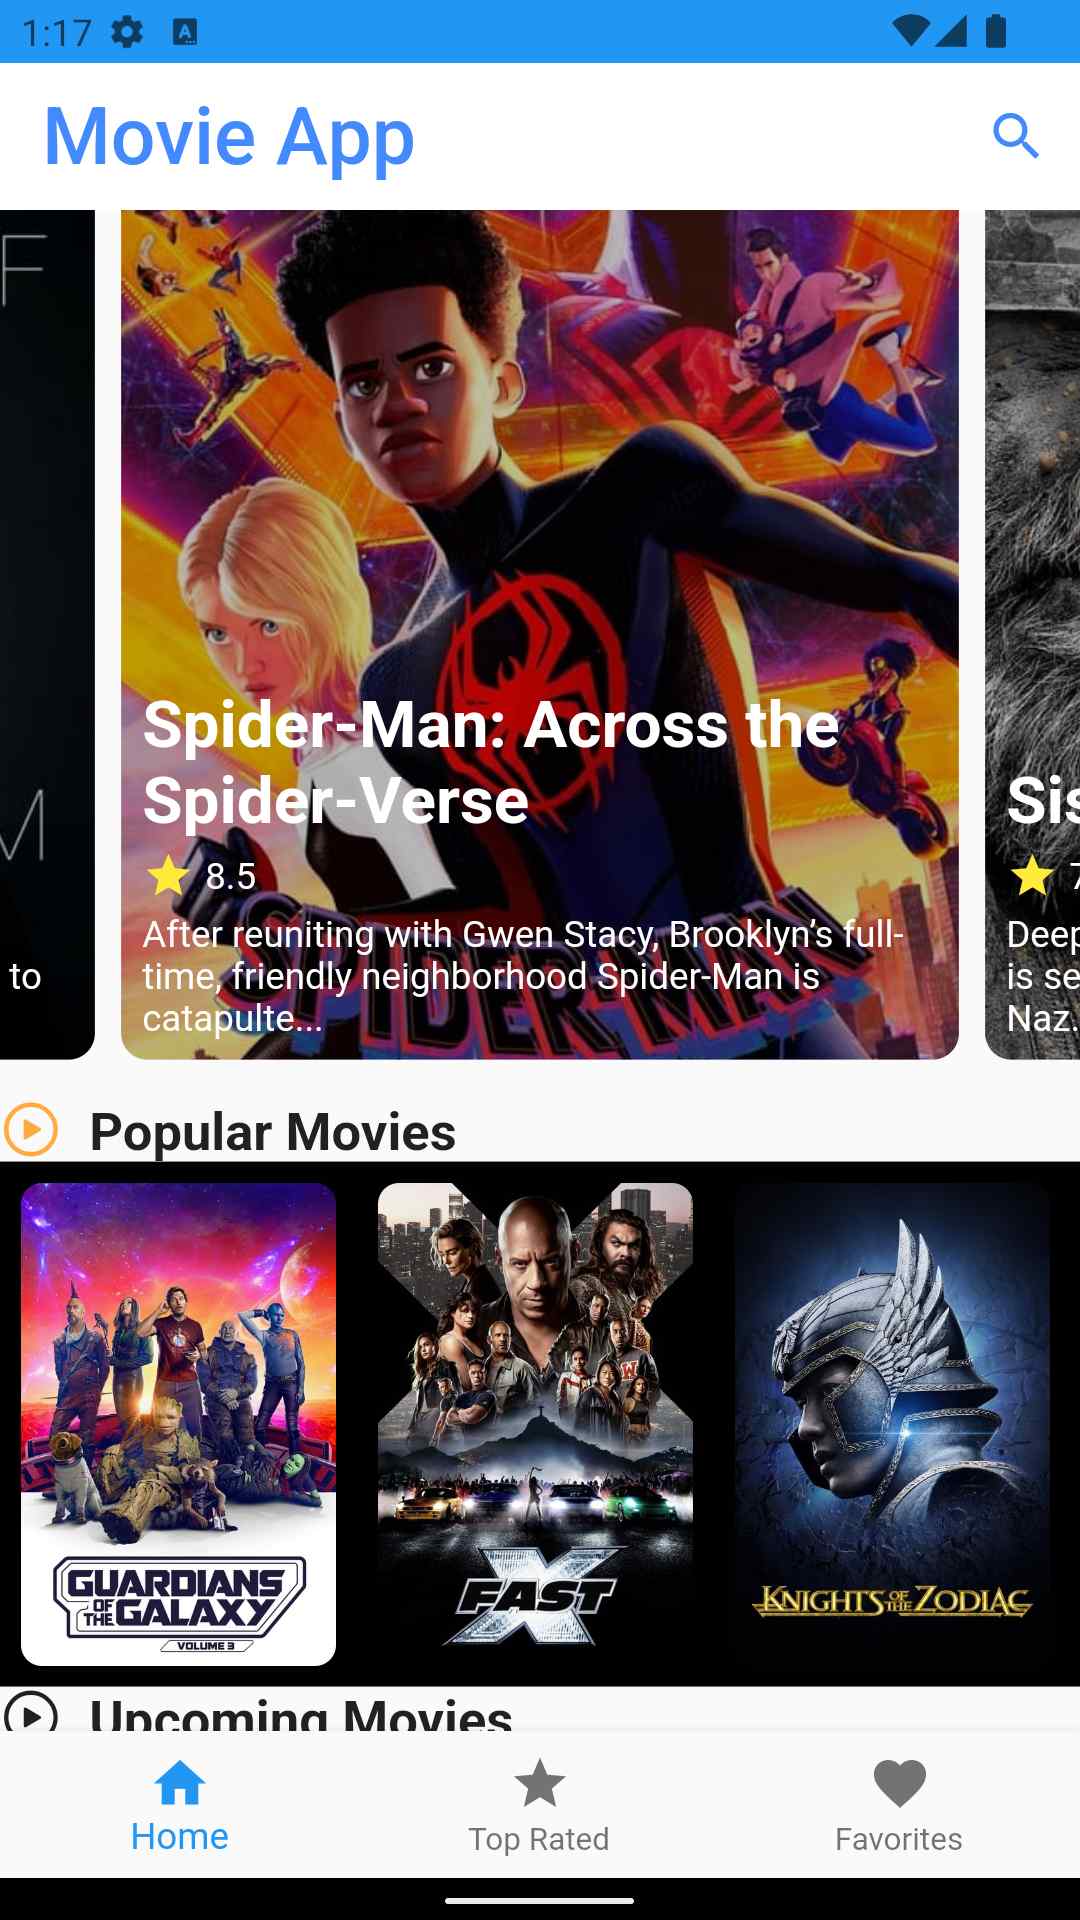 1:17
Movie App
F
M
to
Spider-Man: Across the
Spider-Verse
8.5
After reuniting with Gwen Stacy, Brooklyn’s full-
time, friendly neighborhood Spider-Man is
catapulte...
SPIDER-MAN
Sis
7
Deep
is se
Naz.
Popular Movies
GUARDIANS
OF THE GALAXY
VOLUME 3
FAST X
KNIGHTS OF THE ZODIAC
Upcoming Movies
Home
Top Rated
Favorites